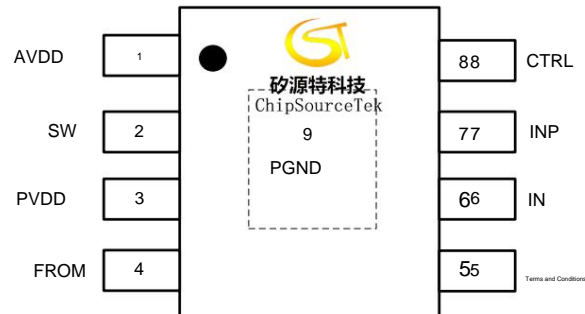 AVDD 1 88 CTRL
矽源特科技
ChipSourceTek
SW 2 9 77 INP
PGND
PVDD 3 66 IN
FROM 4 55 Terms and Conditions